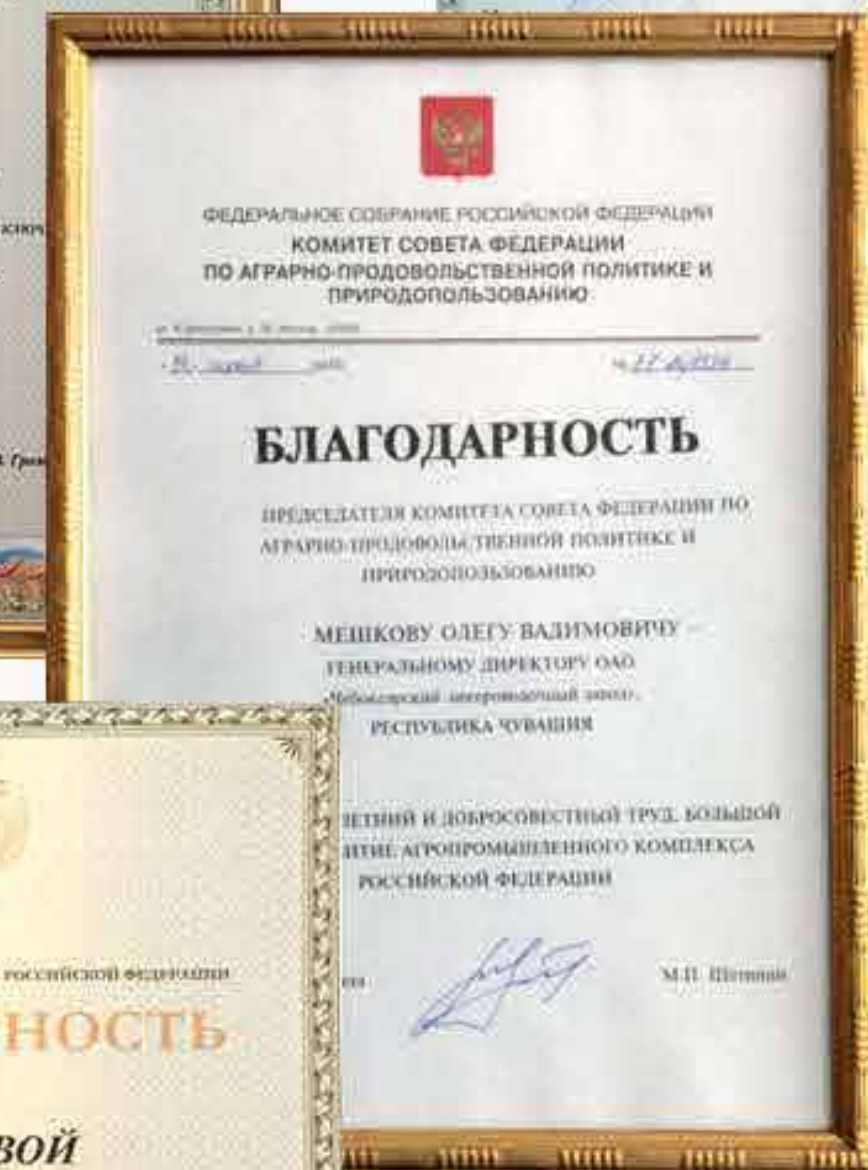 ФЕДЕРАЛЬНОЕ СОБРАНИЕ РОССИЙСКОЙ ФЕДЕРАЦИИ
КОМИТЕТ СОВЕТА ФЕДЕРАЦИИ
ПО АГРАРНО-ПРОДОВОЛЬСТВЕННОЙ ПОЛИТИКЕ И
ПРИРОДОПОЛЬЗОВАНИЮ
БЛАГОДАРНОСТЬ
ПРЕДСЕДАТЕЛЯ КОМИТЕТА СОВЕТА ФЕДЕРАЦИИ ПО
АГРАРНО-ПРОДОВОЛЬСТВЕННОЙ ПОЛИТИКЕ И
ПРИРОДОПОЛЬЗОВАНИЮ
МЕШКОВУ ОЛЕГУ ВАДИМОВИЧУ –
ГЕНЕРАЛЬНОМУ ДИРЕКТОРУ ОАО
«Чебоксарский завод»,
РЕСПУБЛИКА ЧУВАШИЯ
ЛЕТНИЙ И ДОБРОСОВЕСТНЫЙ ТРУД, БОЛЬШОЙ
ИТИЕ АГРОПРОМЫШЛЕННОГО КОМПЛЕКСА
РОССИЙСКОЙ ФЕДЕРАЦИИ
М.П.
РОССИЙСКОЙ ФЕДЕРАЦИИ
НОСТЬ
ВОЙ